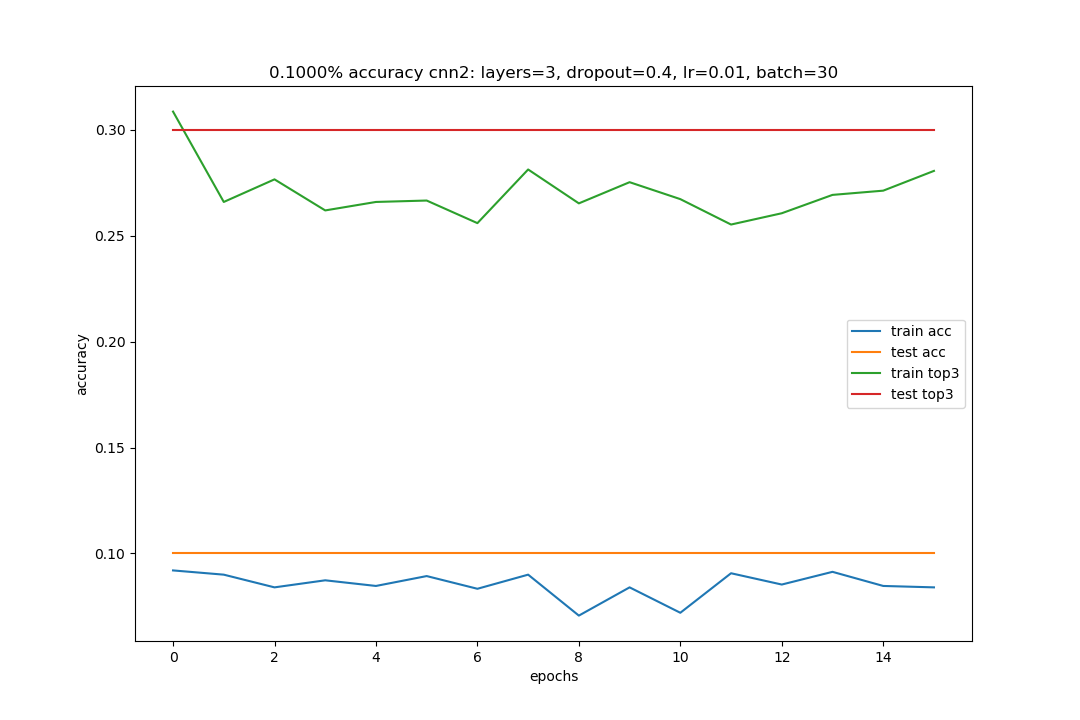 0.1000% accuracy cnn2: layers=3, dropout=0.4, lr=0.01, batch=30
0.30
0.25
0.20
0.15
0.10
accuracy
train acc
test acc
train top3
test top3
0 2 4 6 8 10 12 14
epochs